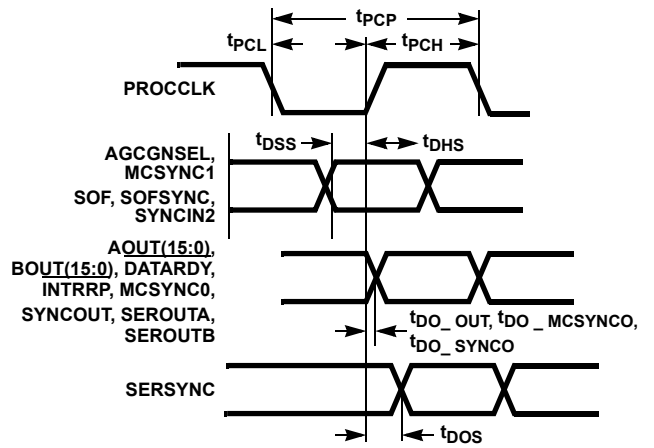 tPCP
tPCL
tPCH
PROCCLK
tDSS
tDHS
AGCGNSEL,
MCSYNC1
SOF, SOFSYNC,
SYNCIN2
AOUT(15:0),
BOUT(15:0), DATARDY,
INTRRP, MCSYNC0,
SYNCOUT, SEROUTA,
SEROUTB
tDO_ OUT, tDO _ MCSYNCO,
tDO_ SYNCO
SERSYNC
tDOS